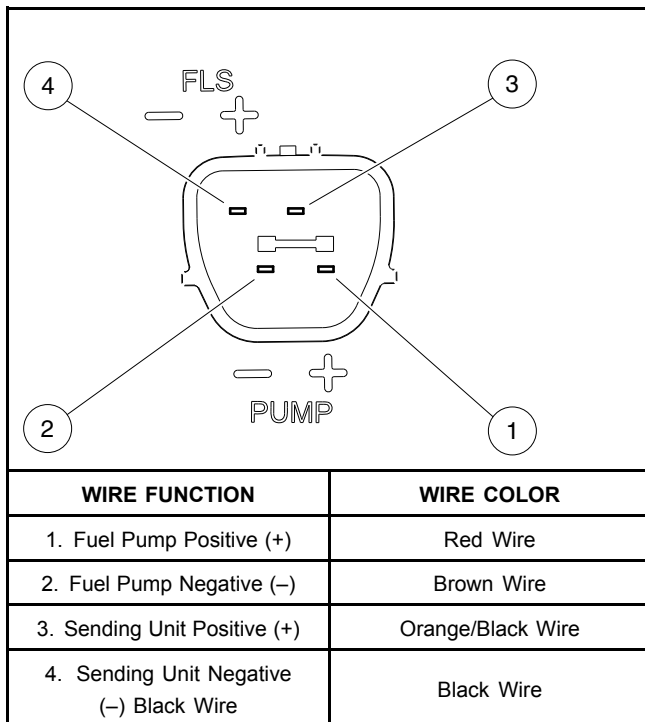 FLS
4
3
− +
− +
2
PUMP
1
WIRE FUNCTION WIRE COLOR
1. Fuel Pump Positive (+) Red Wire
2. Fuel Pump Negative (–) Brown Wire
3. Sending Unit Positive (+) Orange/Black Wire
4. Sending Unit Negative
(–) Black Wire Black Wire